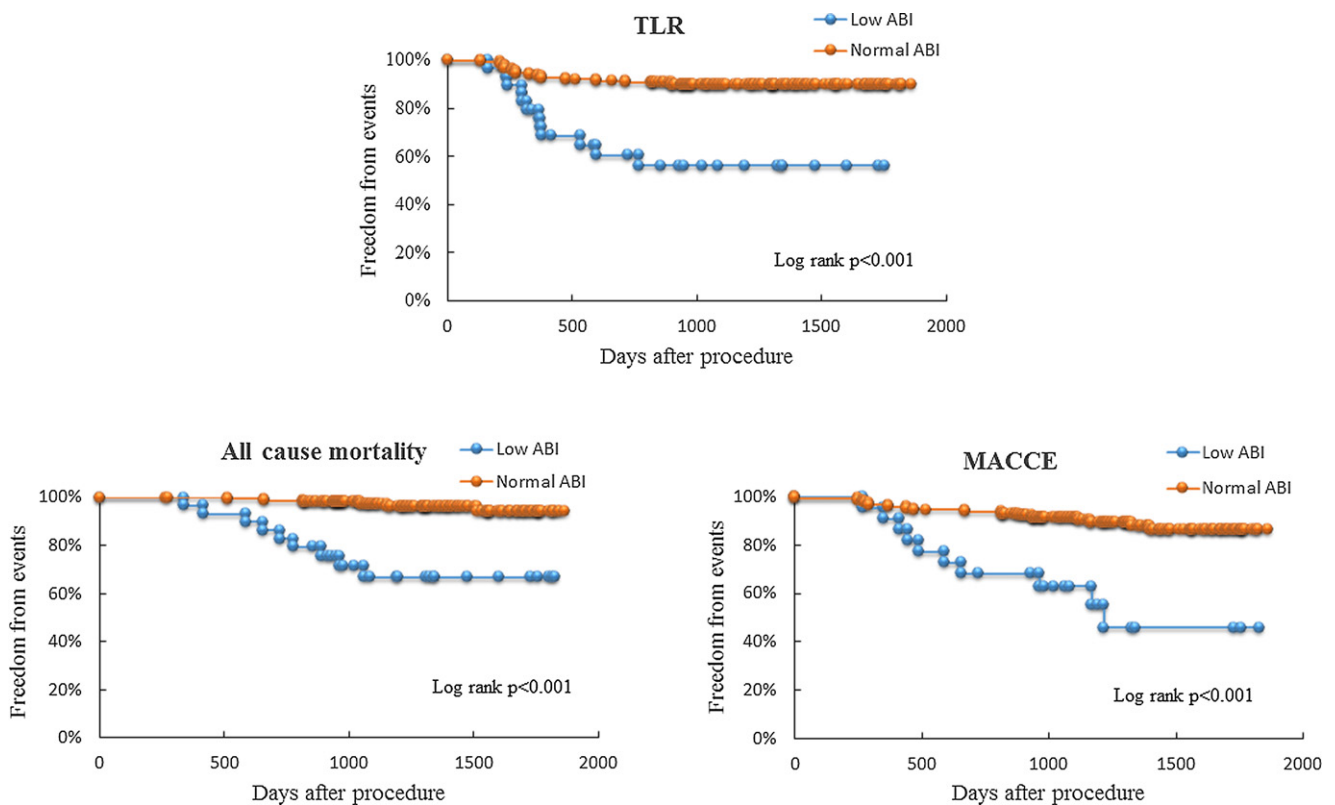 TLR
Low ABI
Normal ABI
Freedom from events
100%
80%
60%
40%
20%
0%
Log rank p<0.001
0 500 1000 1500 2000
Days after procedure
All cause mortality
Low ABI
Normal ABI
Freedom from events
100%
80%
60%
40%
20%
0%
Log rank p<0.001
0 500 1000 1500 2000
Days after procedure
MACCE
Low ABI
Normal ABI
Freedom from events
100%
80%
60%
40%
20%
0%
Log rank p<0.001
0 500 1000 1500 2000
Days after procedure